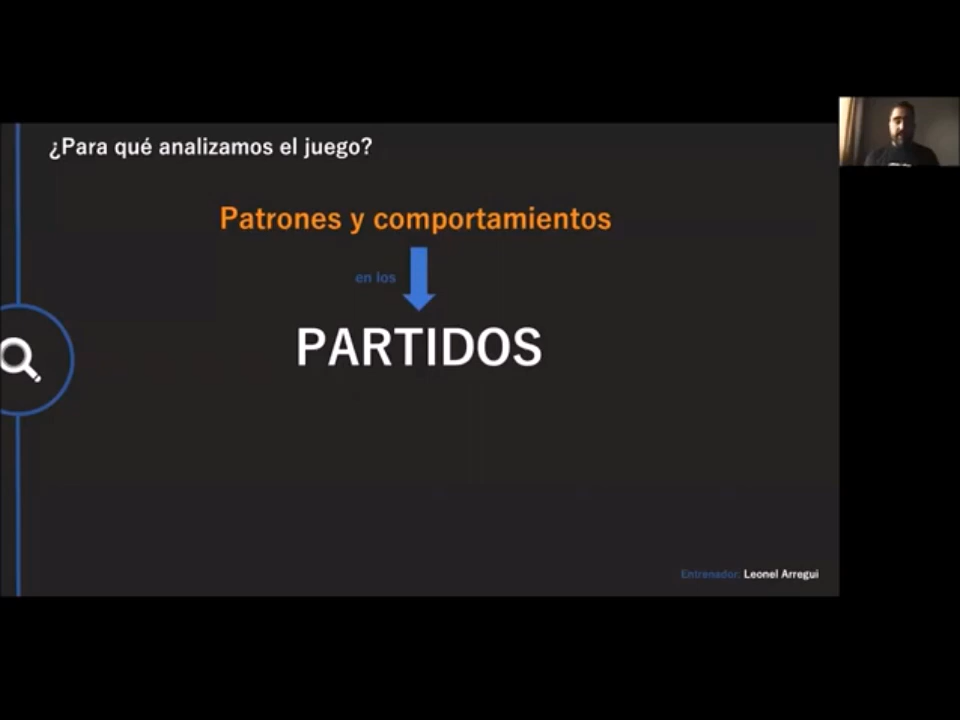 ¿Para qué analizamos el juego?
Patrones y comportamientos
en los
PARTIDOS
Entrenador: Leonel Arregui